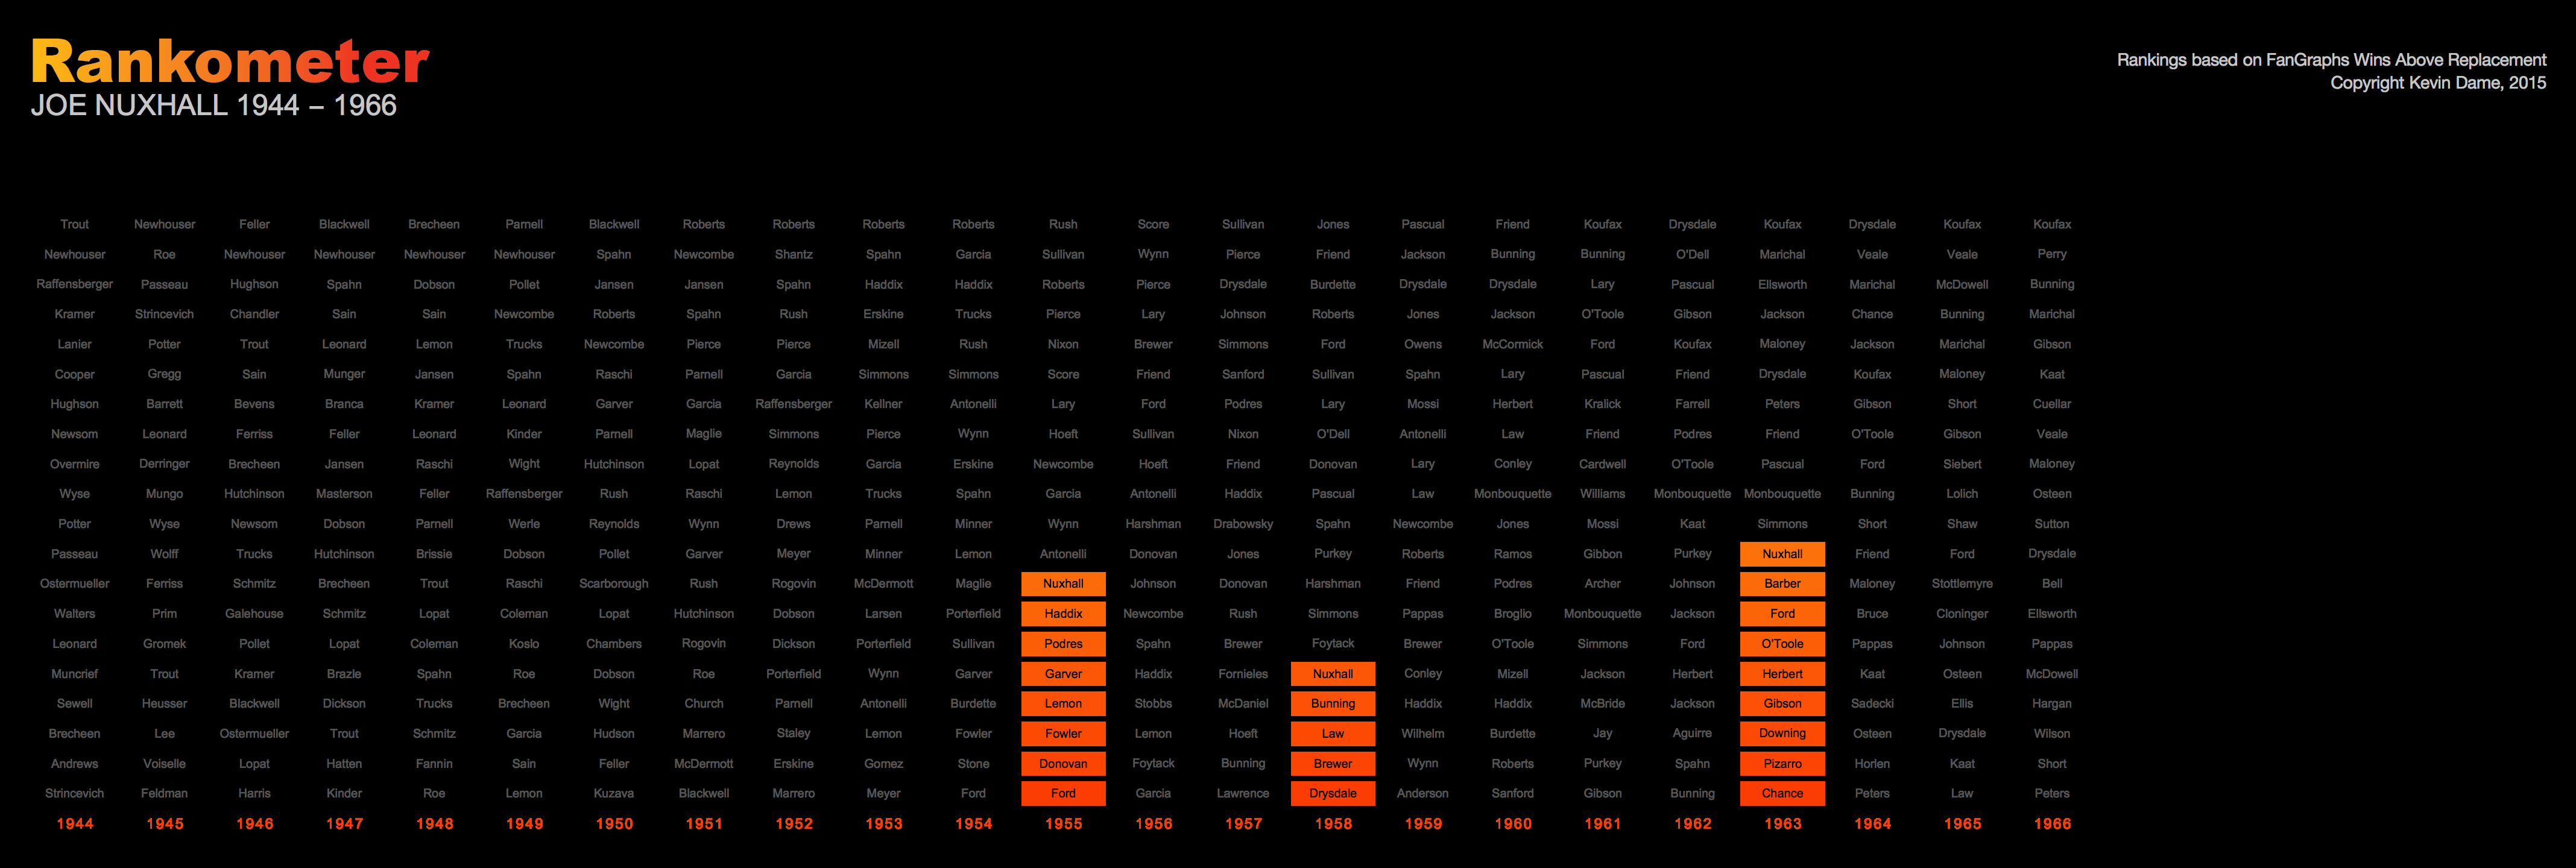 Rankometer
JOE NUXHALL 1944 – 1966
Rankings based on FanGraphs Wins Above Replacement
Copyright Kevin Dame, 2015
Trout Newhouser Feller Blackwell Brecheen Parnell Blackwell Roberts Roberts Roberts Roberts Rush Score Sullivan Jones Pascual Friend Koufax Drysdale Koufax Drysdale Koufax Koufax
Newhouser Roe Newhouser Newhouser Newhouser Newhouser Spahn Newcombe Shantz Spahn Garcia Sullivan Wynn Pierce Friend Jackson Bunning Bunning O'Dell Marichal Veale Veale Perry
Raffensberger Passeau Hughson Spahn Dobson Pollet Jansen Jansen Spahn Haddix Haddix Roberts Pierce Drysdale Burdette Drysdale Drysdale Lary Pascual Ellsworth Marichal McDowell Bunning
Kramer Strincevich Chandler Sain Sain Newcombe Roberts Spahn Rush Erskine Trucks Pierce Lary Johnson Roberts Jones Jackson O'Toole Gibson Jackson Chance Bunning Marichal
Lanier Potter Trout Leonard Lemon Trucks Newcombe Pierce Pierce Mizell Rush Nixon Brewer Simmons Ford Owens McCormick Ford Koufax Maloney Jackson Marichal Gibson
Cooper Gregg Sain Munger Jansen Spahn Raschi Parnell Garcia Simmons Simmons Score Friend Sanford Sullivan Spahn Lary Pascual Friend Drysdale Koufax Maloney Kaat
Hughson Barrett Bevens Branca Kramer Leonard Garver Garcia Raffensberger Kellner Antonelli Lary Ford Podres Lary Mossi Herbert Kralick Farrell Peters Gibson Short Cuellar
Newsom Leonard Ferriss Feller Leonard Kinder Parnell Maglie Simmons Pierce Wynn Hoeft Sullivan Nixon O'Dell Antonelli Law Friend Podres Friend O'Toole Gibson Veale
Overmire Derringer Brecheen Jansen Raschi Wight Hutchinson Lopat Reynolds Garcia Erskine Newcombe Hoeft Friend Donovan Lary Conley Cardwell O'Toole Pascual Ford Siebert Maloney
Wyse Mungo Hutchinson Masterson Feller Raffensberger Rush Raschi Lemon Trucks Spahn Garcia Antonelli Haddix Pascual Law Monbouquette Williams Monbouquette Monbouquette Bunning Lolich Osteen
Potter Wyse Newsom Dobson Parnell Werle Reynolds Wynn Drews Parnell Minner Wynn Harshman Drabowsky Spahn Newcombe Jones Mossi Kaat Simmons Short Shaw Sutton
Passeau Wolff Trucks Hutchinson Brissie Dobson Pollet Garver Meyer Minner Lemon Antonelli Donovan Jones Purkey Roberts Ramos Gibbon Purkey Nuxhall Friend Ford Drysdale
Ostermueller Ferriss Schmitz Brecheen Trout Raschi Scarborough Rush Rogovin McDermott Maglie Nuxhall Johnson Donovan Harshman Friend Podres Archer Johnson Barber Maloney Stottlemyre Bell
Walters Prim Galehouse Schmitz Lopat Coleman Lopat Hutchinson Dobson Larsen Porterfield Haddix Newcombe Rush Simmons Pappas Broglio Monbouquette Jackson Ford Bruce Cloninger Ellsworth
Leonard Gromek Pollet Lopat Coleman Koslo Chambers Rogovin Dickson Porterfield Sullivan Podres Spahn Brewer Foytack Brewer O'Toole Simmons Ford O'Toole Pappas Johnson Pappas
Muncrief Trout Kramer Brazle Spahn Roe Dobson Roe Porterfield Wynn Garver Garver Haddix Fornieles Nuxhall Conley Mizell Jackson Herbert Herbert Kaat Osteen McDowell
Sewell Heusser Blackwell Dickson Trucks Brecheen Wight Church Parnell Antonelli Burdette Lemon Stobbs McDaniel Bunning Haddix Haddix McBride Jackson Gibson Sadecki Ellis Hargan
Brecheen Lee Ostermueller Trout Schmitz Garcia Hudson Marrero Staley Lemon Fowler Fowler Lemon Hoeft Law Wilhelm Burdette Jay Aguirre Downing Osteen Drysdale Wilson
Andrews Voiselle Lopat Hatten Fannin Sain Feller McDermott Erskine Gomez Stone Donovan Foytack Bunning Brewer Wynn Roberts Purkey Spahn Pizarro Horlen Kaat Short
Strincevich Feldman Harris Kinder Roe Lemon Kuzava Blackwell Marrero Meyer Ford Ford Garcia Lawrence Drysdale Anderson Sanford Gibson Bunning Chance Peters Law Peters
1944 1945 1946 1947 1948 1949 1950 1951 1952 1953 1954 1955 1956 1957 1958 1959 1960 1961 1962 1963 1964 1965 1966